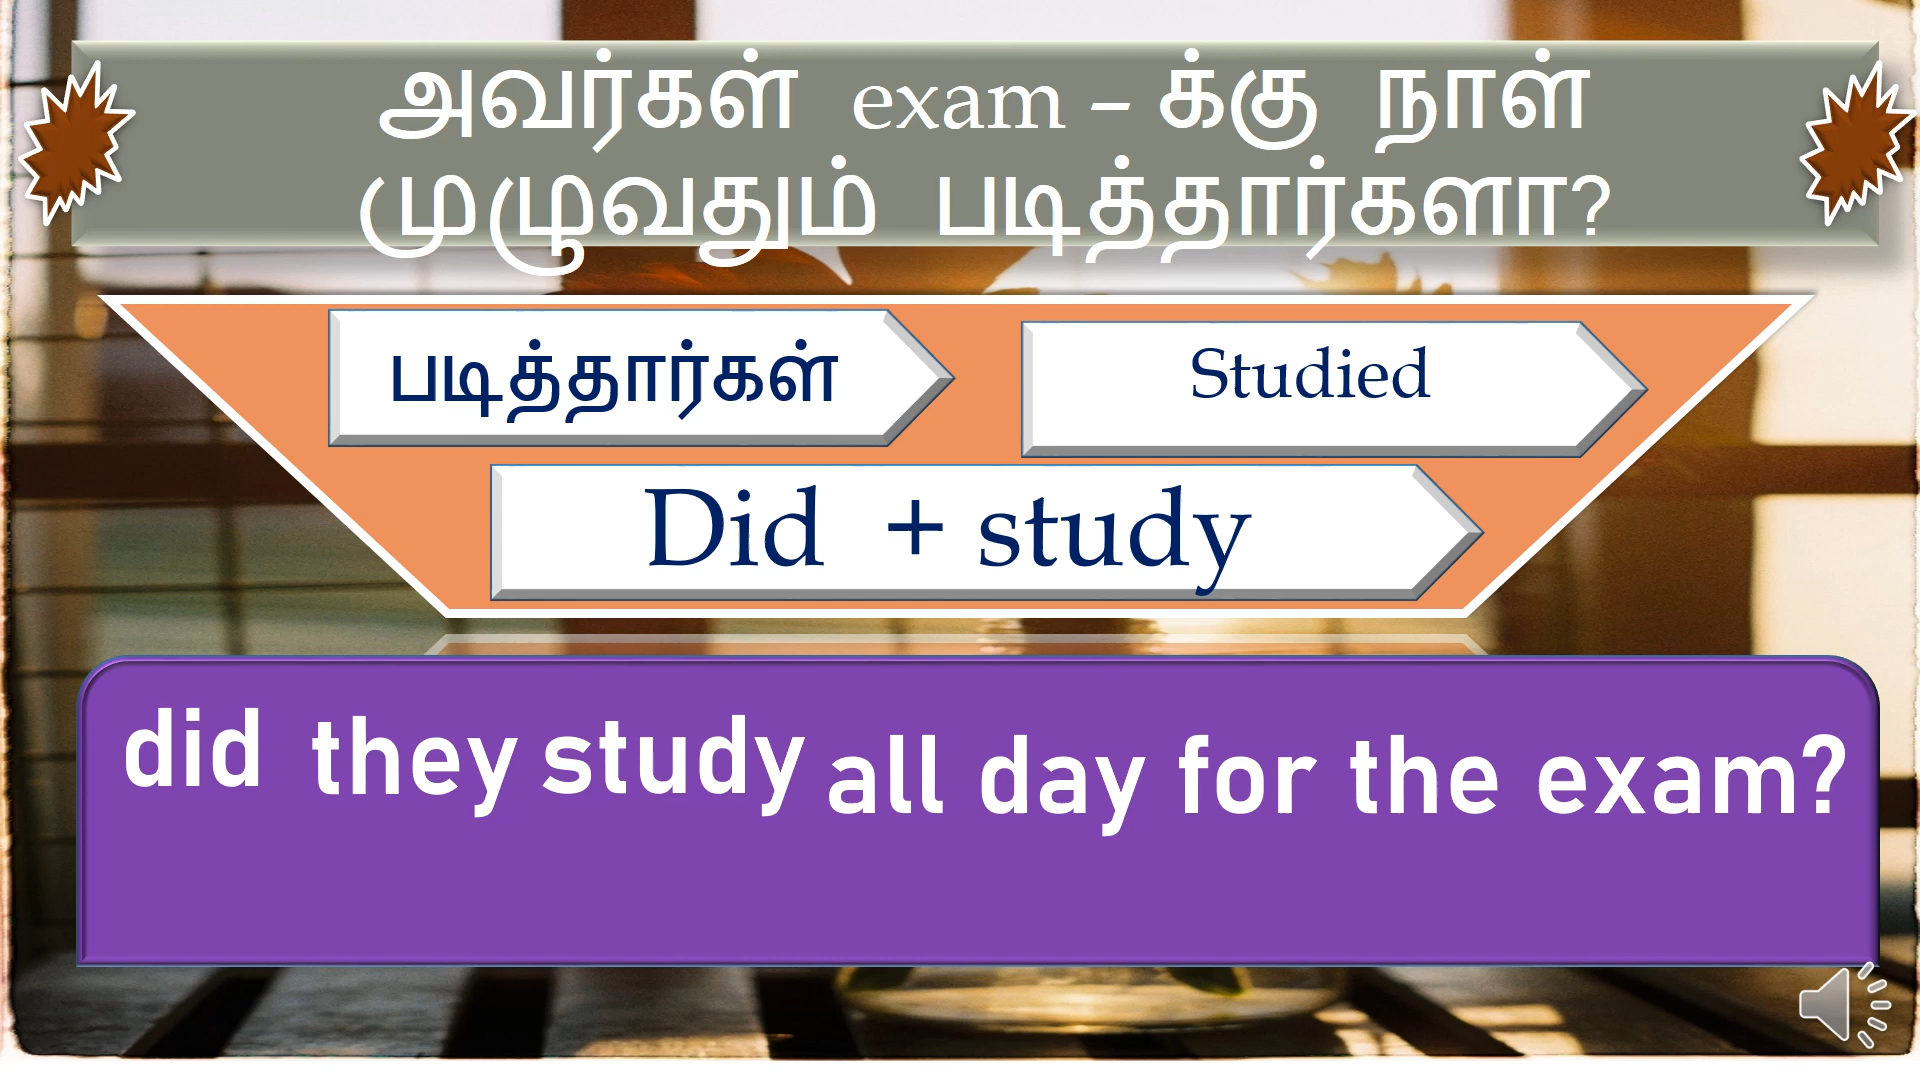 அவர்கள் exam – க்கு நாள்
முழுவதும் படித்தார்களா?
படித்தார்கள்
Studied
Did + study
did they study all day for the exam?